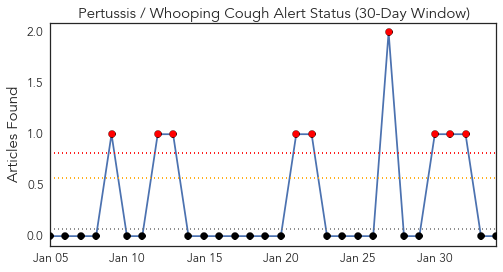 Pertussis / Whooping Cough Alert Status (30-Day Window)
Articles Found
2.0
1.5
1.0
0.5
0.0
Jan 05 Jan 10 Jan 15 Jan 20 Jan 25 Jan 30